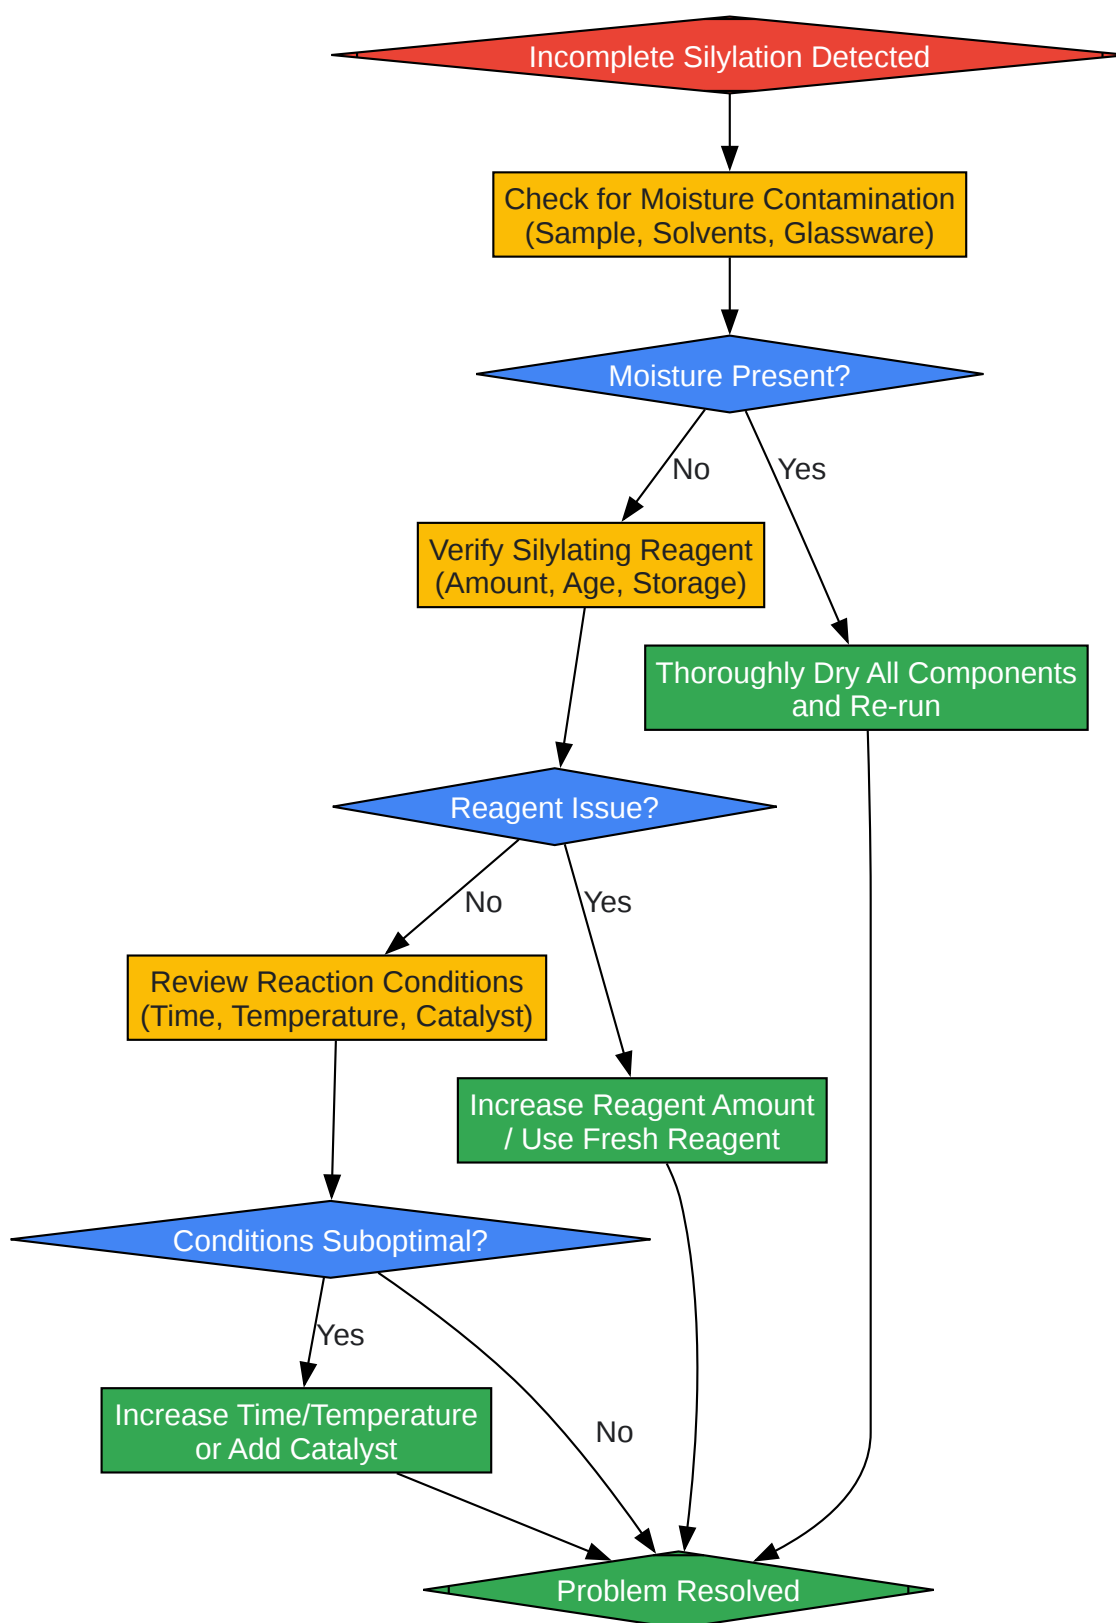 Incomplete Silylation Detected
Check for Moisture Contamination
(Sample, Solvents, Glassware)
Moisture Present?
No
Yes
Verify Silylating Reagent
(Amount, Age, Storage)
Thoroughly Dry All Components
and Re-run
Reagent Issue?
No
Yes
Review Reaction Conditions
(Time, Temperature, Catalyst)
Increase Reagent Amount
/ Use Fresh Reagent
Conditions Suboptimal?
Yes
Increase Time/Temperature
or Add Catalyst
No
Problem Resolved